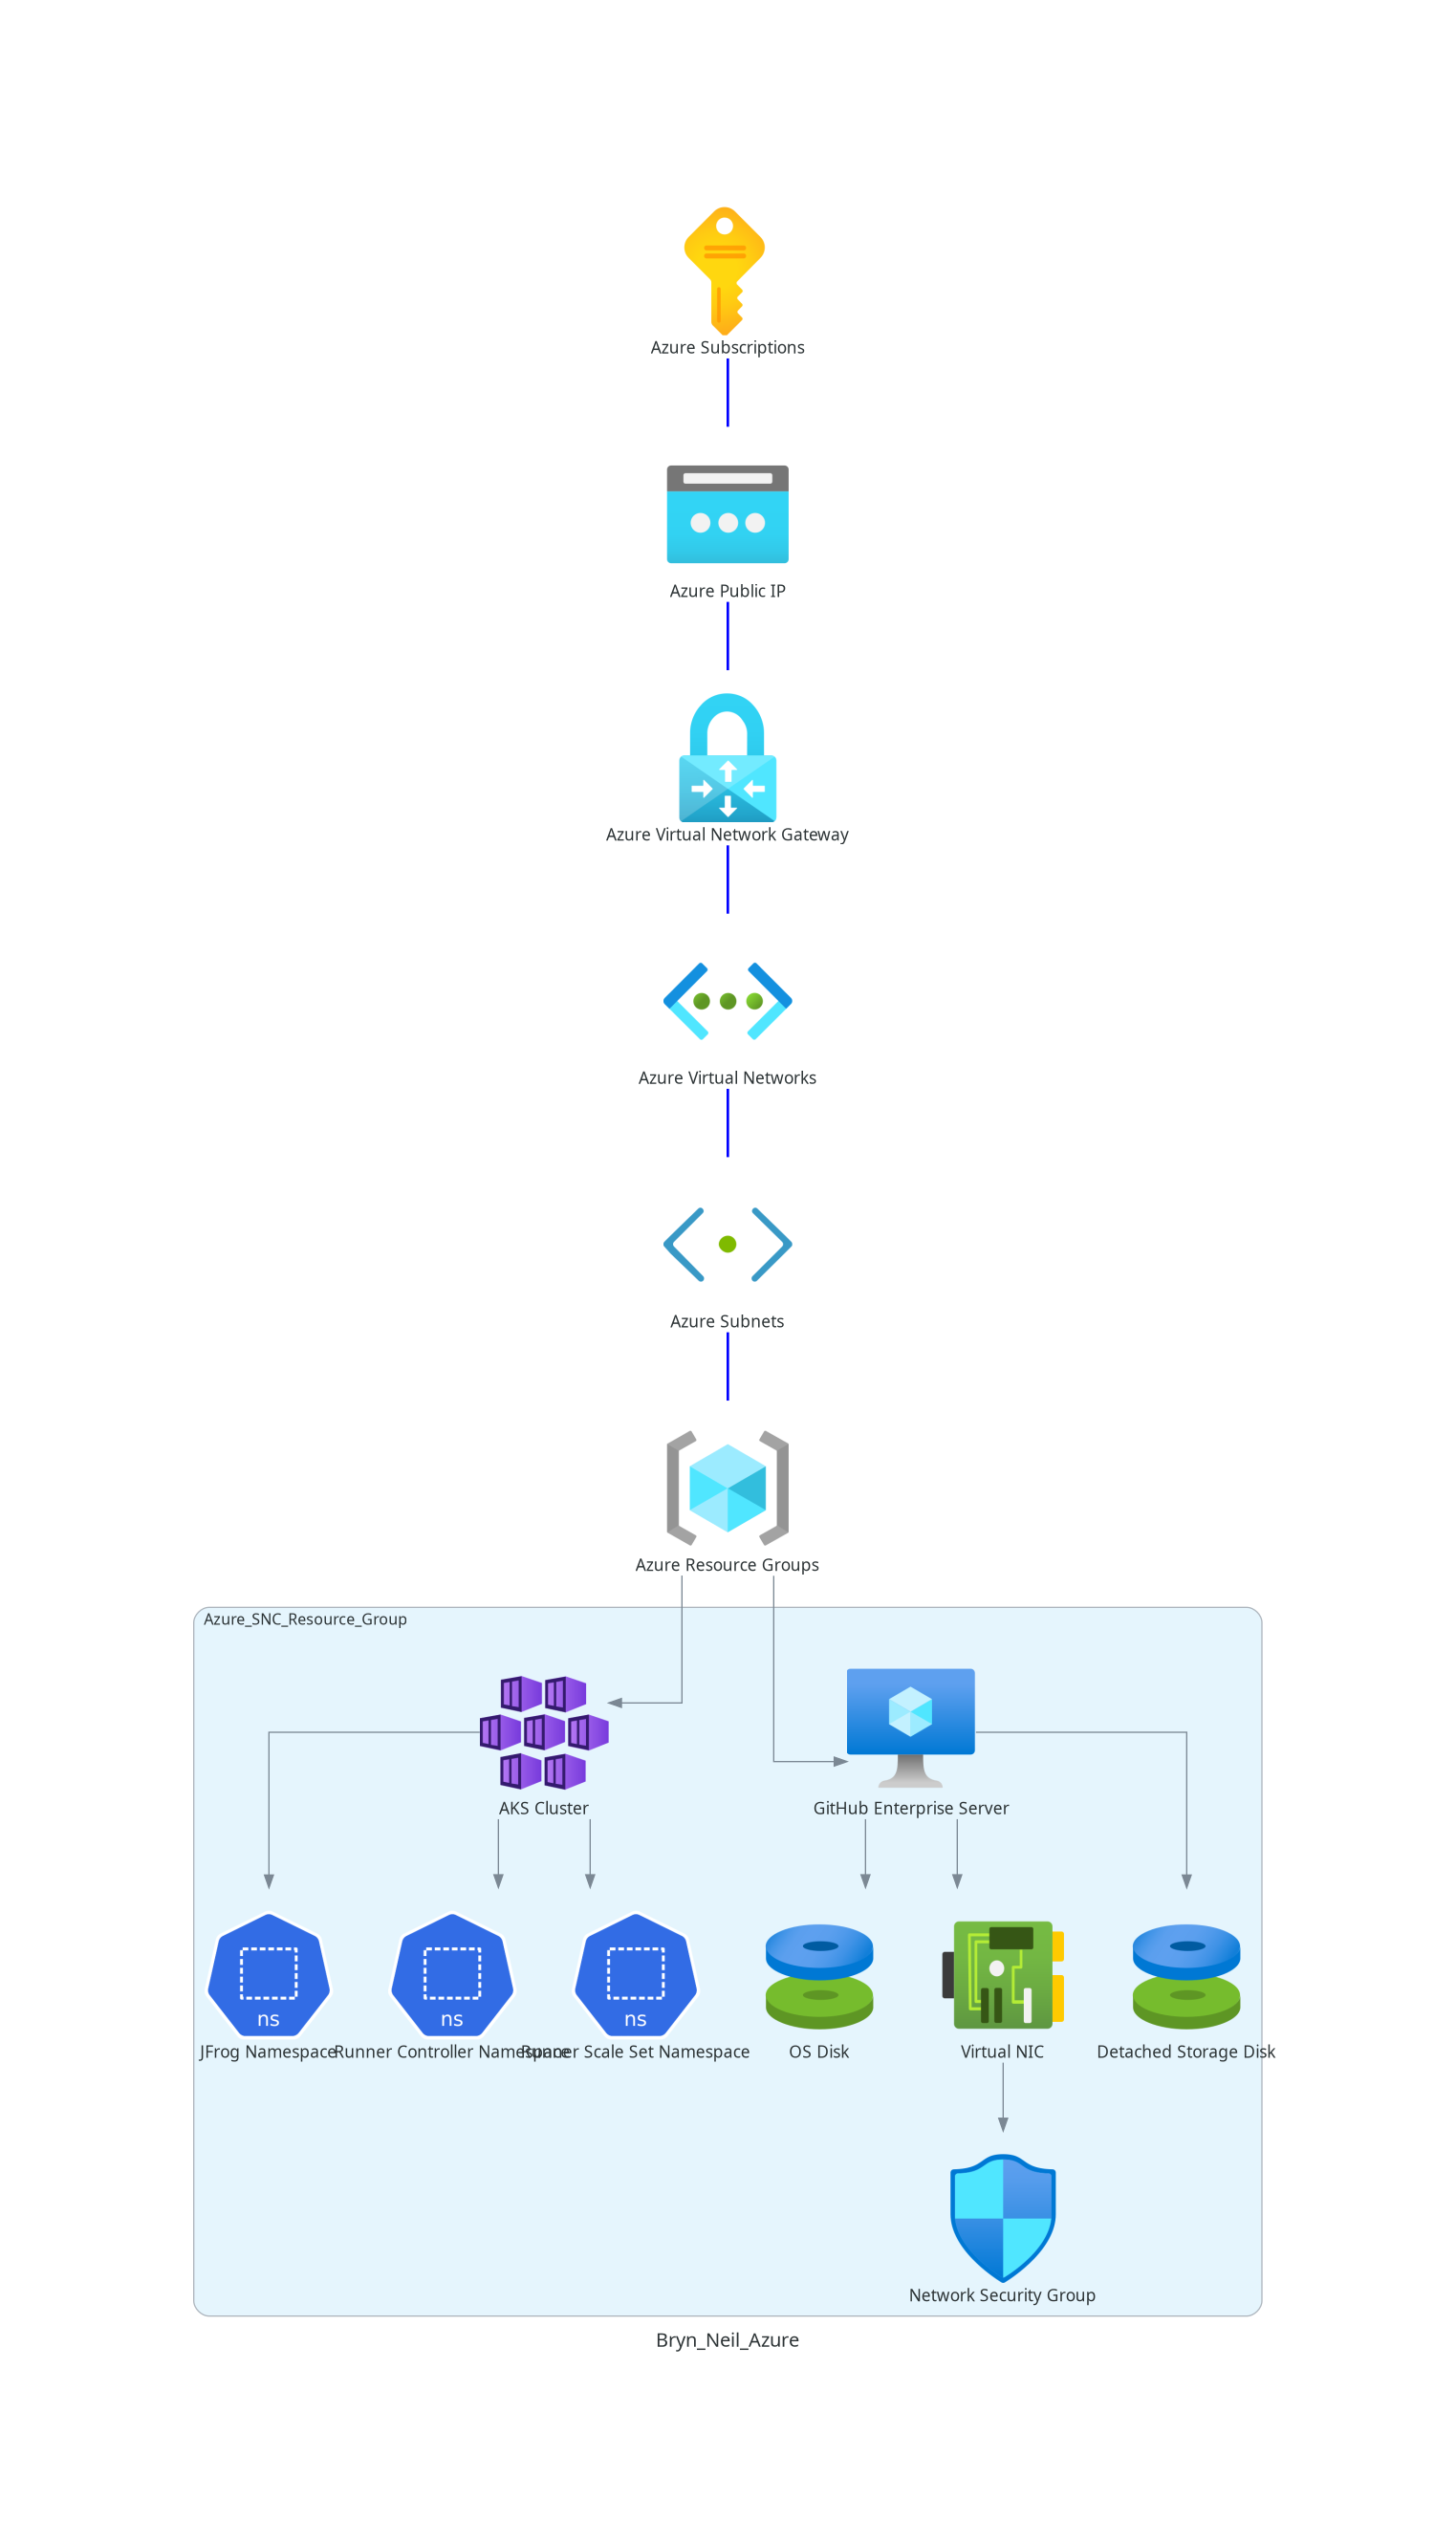 Azure Subscriptions
Azure Public IP
Azure Virtual Network Gateway
Azure Virtual Networks
Azure Subnets
Azure Resource Groups
Azure_SNC_Resource_Group
AKS Cluster
GitHub Enterprise Server
ns
ns
ns
JFrog Namespace
Runner Controller Namespace
Runner Scale Set Namespace
OS Disk
Virtual NIC
Detached Storage Disk
Network Security Group
Bryn_Neil_Azure